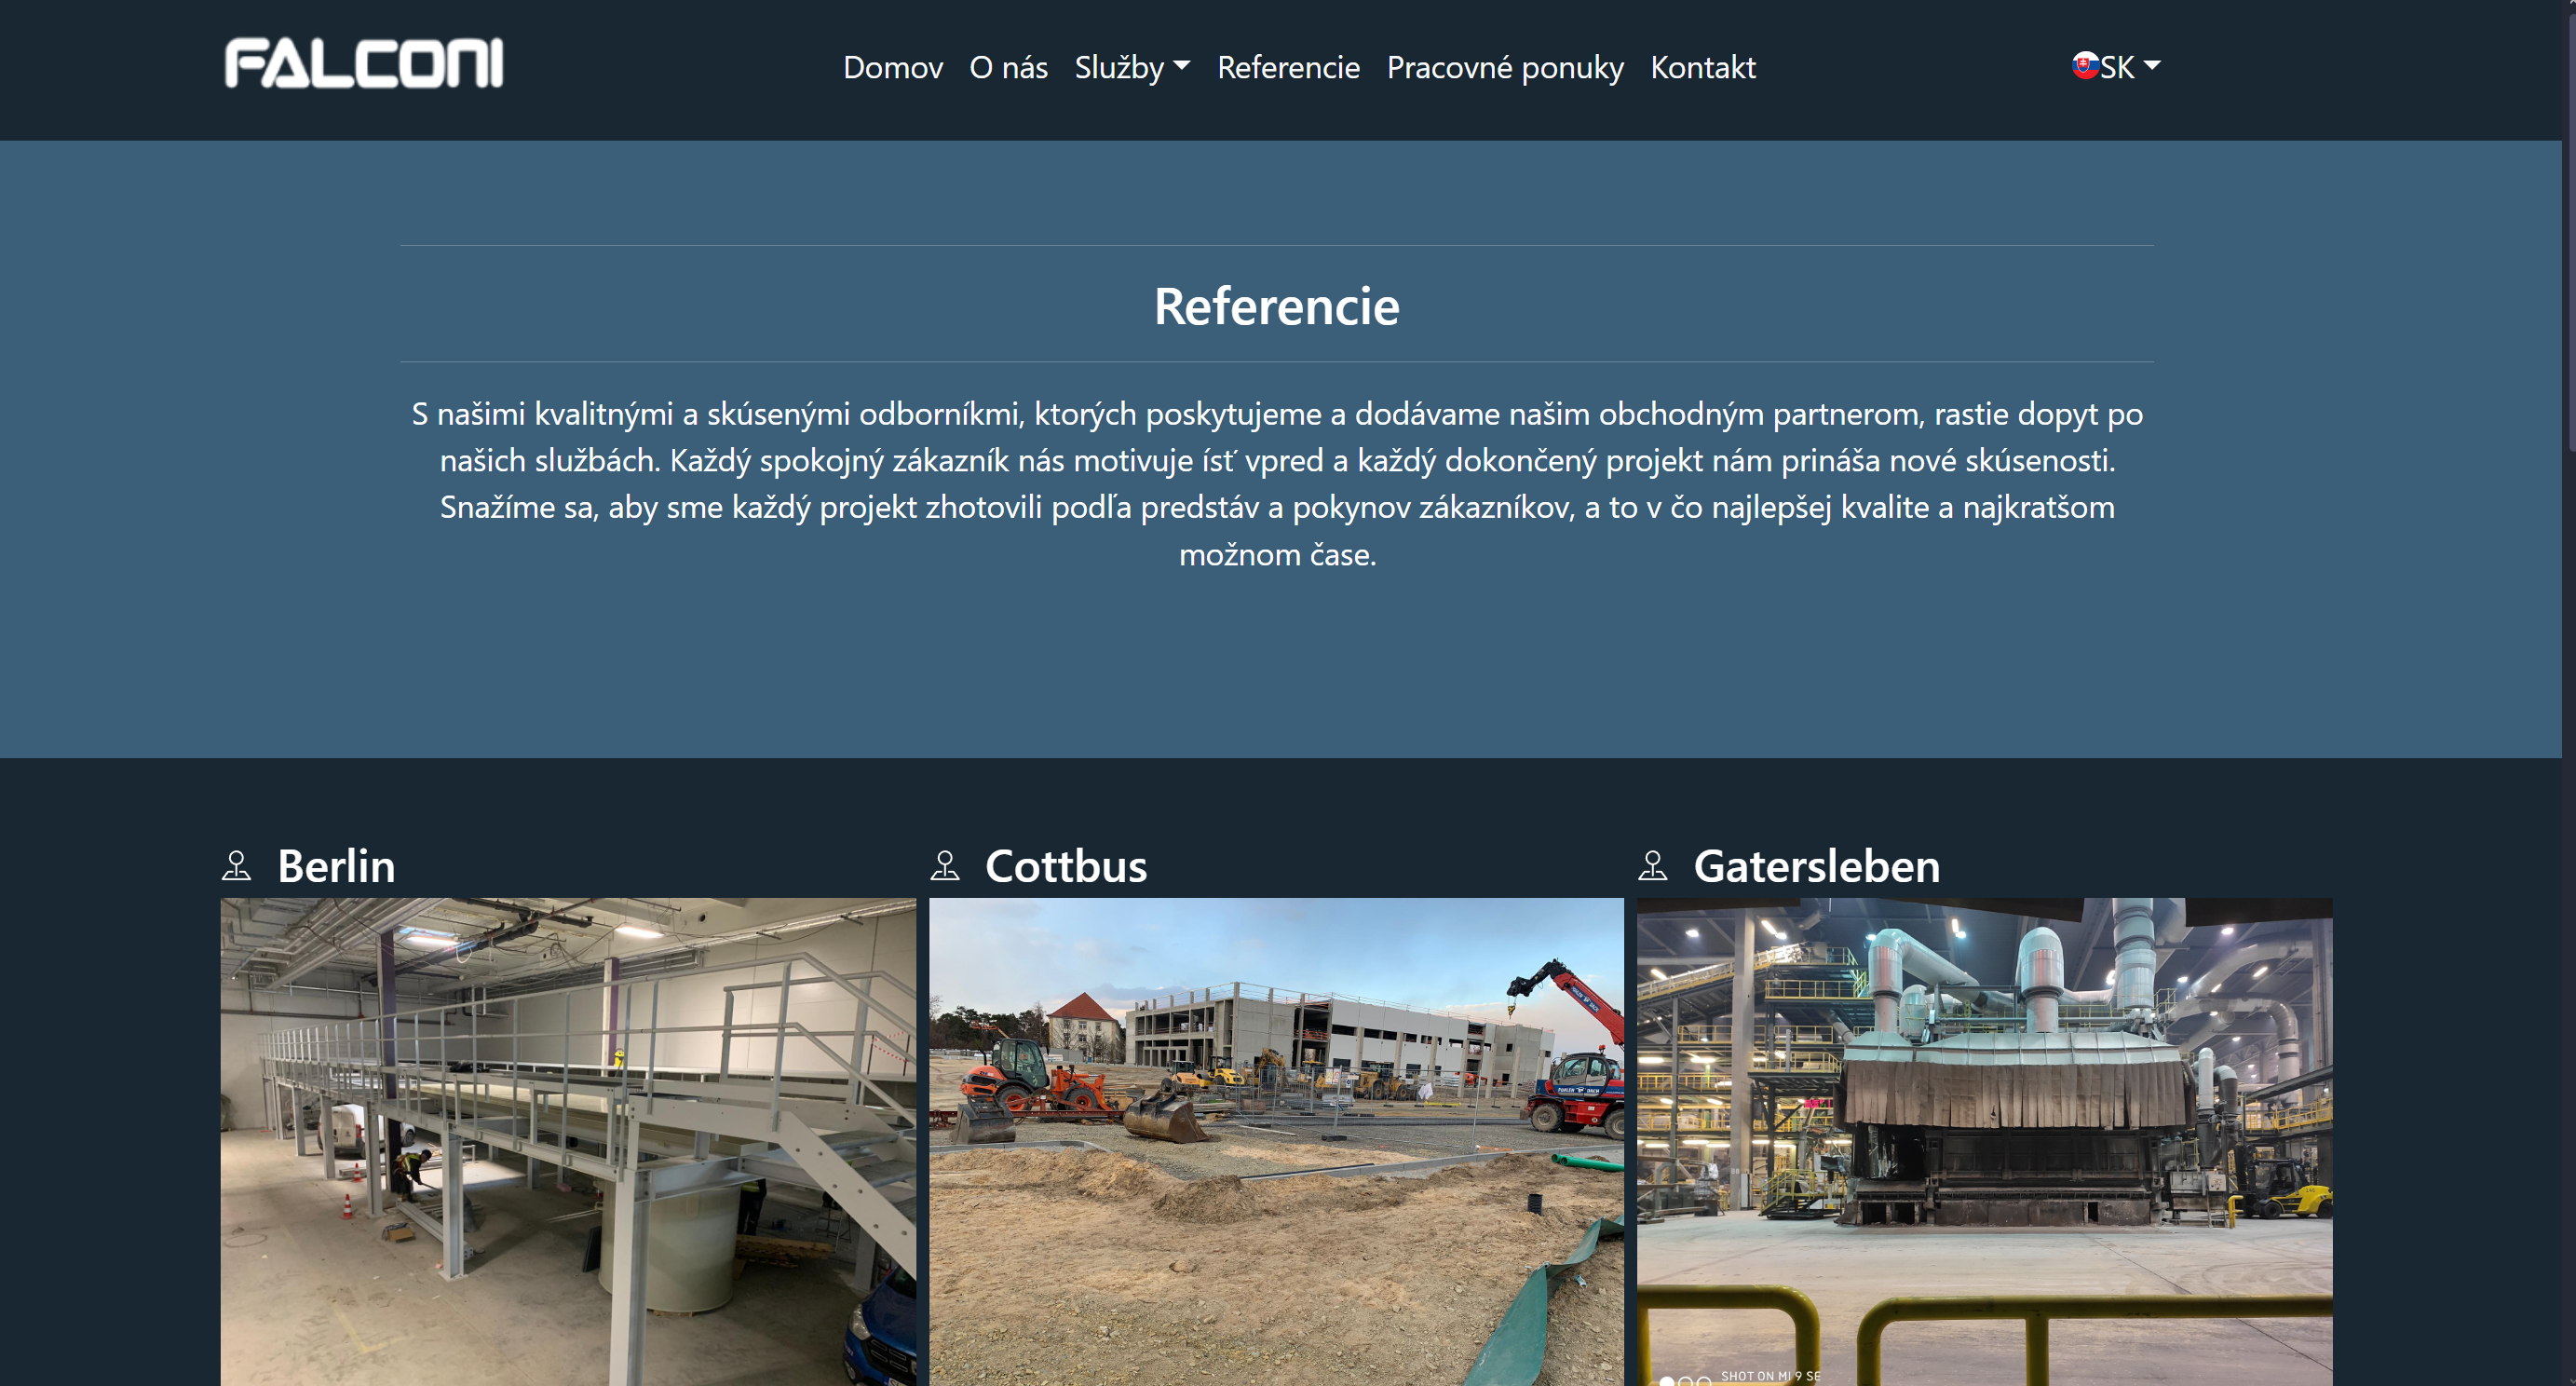 FALCONI
Domov O nás Služby Referencie Pracovné ponuky Kontakt
SK
Referencie
S našimi kvalitnými a skúsenými odborníkmi, ktorých poskytujeme a dodávame našim obchodným partnerom, rastie dopyt po
našich službách. Každý spokojný zákazník nás motivuje ísť vpred a každý dokončený projekt nám prináša nové skúsenosti.
Snažíme sa, aby sme každý projekt zhotovili podľa predstáv a pokynov zákazníkov, a to v čo najlepšej kvalite a najkratšom
možnom čase.
Berlin
Cottbus
Gatersleben
SHOT ON MI 9 SE